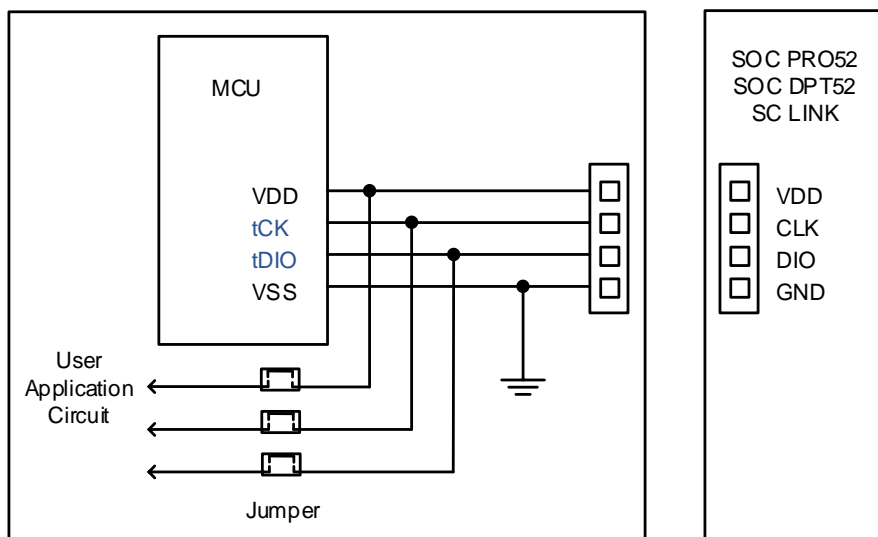 MCU
VDD
tCK
tDIO
VSS
User
Application
Circuit
Jumper
SOC PRO52
SOC DPT52
SC LINK
VDD
CLK
DIO
GND